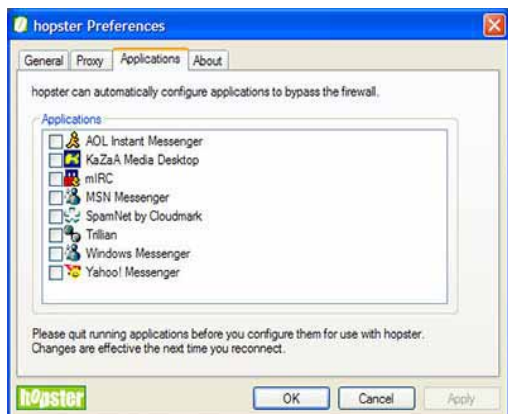 hopster Preferences
General Proxy Applications About
hopster can automatically configure applications to bypass the firewall.
Applications
AOL Instant Messenger
KaZaA Media Desktop
mIRC
MSN Messenger
SpamNet by Cloudmark
Trillian
Windows Messenger
Yahoo! Messenger
Please quit running applications before you configure them for use with hopster.
Changes are effective the next time you reconnect.
hopster OK Cancel Apply